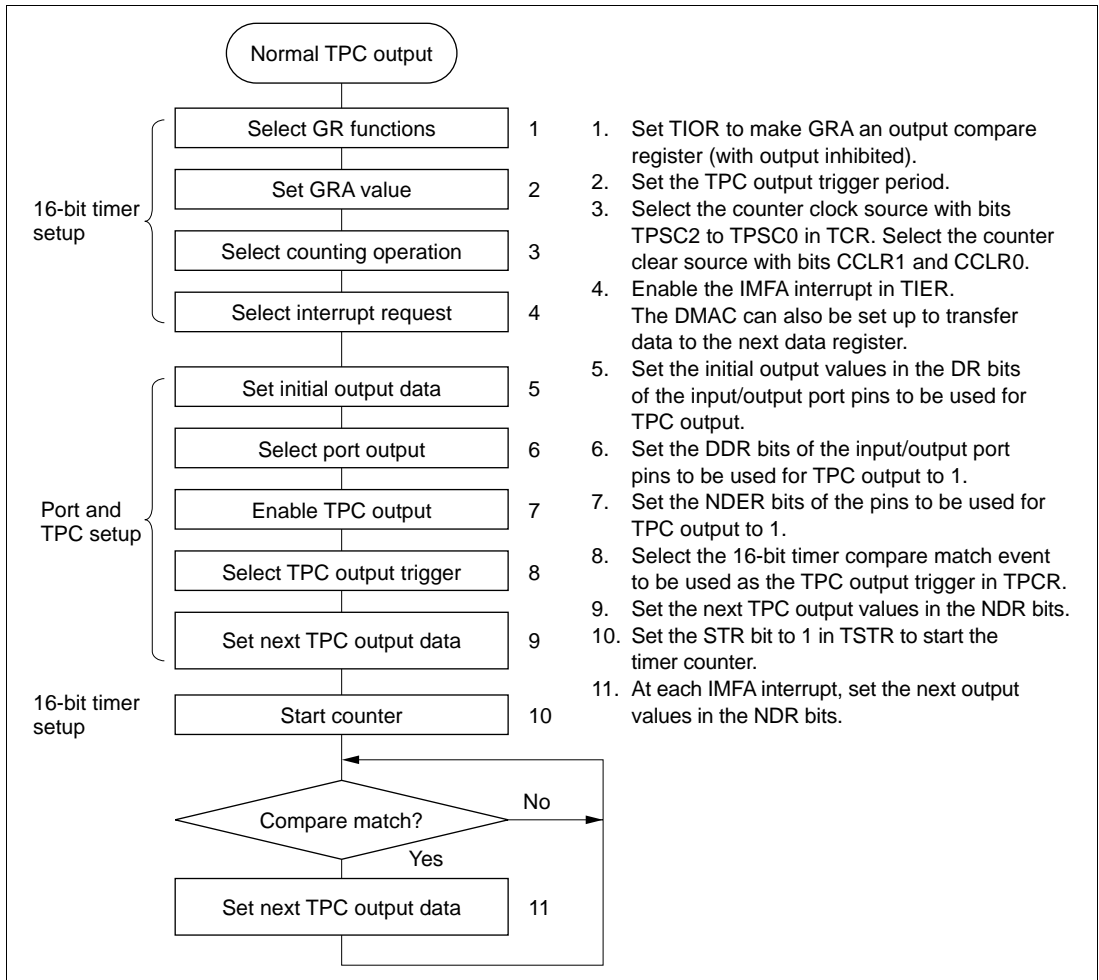 Normal TPC output
16-bit timer
setup
Select GR functions 1
Set GRA value 2
Select counting operation 3
Select interrupt request 4
Port and
TPC setup
Set initial output data 5
Select port output 6
Enable TPC output 7
Select TPC output trigger 8
Set next TPC output data 9
16-bit timer
setup
Start counter 10
Compare match?
No
Yes
Set next TPC output data 11
1. Set TIOR to make GRA an output compare
register (with output inhibited).
2. Set the TPC output trigger period.
3. Select the counter clock source with bits
TPSC2 to TPSC0 in TCR. Select the counter
clear source with bits CCLR1 and CCLR0.
4. Enable the IMFA interrupt in TIER.
The DMAC can also be set up to transfer
data to the next data register.
5. Set the initial output values in the DR bits
of the input/output port pins to be used for
TPC output.
6. Set the DDR bits of the input/output port
pins to be used for TPC output to 1.
7. Set the NDER bits of the pins to be used for
TPC output to 1.
8. Select the 16-bit timer compare match event
to be used as the TPC output trigger in TPCR.
9. Set the next TPC output values in the NDR bits.
10. Set the STR bit to 1 in TSTR to start the
timer counter.
11. At each IMFA interrupt, set the next output
values in the NDR bits.